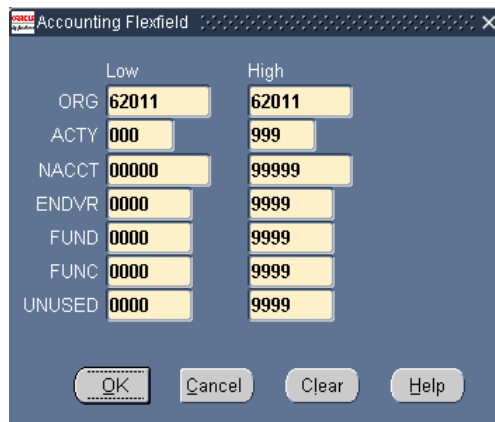 ORACLE Accounting Flexfield
Low High
ORG 62011 62011
ACTY 000 999
NACCT 00000 99999
ENDVR 0000 9999
FUND 0000 9999
FUNC 0000 9999
UNUSED 0000 9999
OK Cancel Clear Help